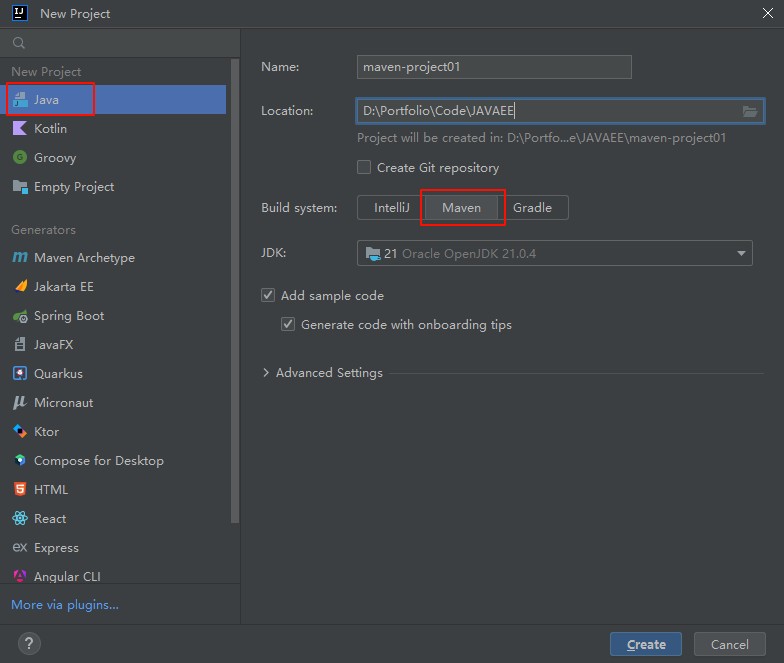 New Project
New Project
Java
Kotlin
Groovy
Empty Project
Generators
Maven Archetype
Jakarta EE
Spring Boot
JavaFX
Quarkus
Micronaut
Ktor
Compose for Desktop
HTML
React
Express
Angular CLI
More via plugins...
Name: maven-project01
Location: D:\Portfolio\Code\JAVAEE
Project will be created in: D:\Portfo...e\JAVAEE\maven-project01
Create Git repository
Build system: IntelliJ Maven Gradle
JDK: 21 Oracle OpenJDK 21.0.4
Add sample code
Generate code with onboarding tips
Advanced Settings
? Create Cancel